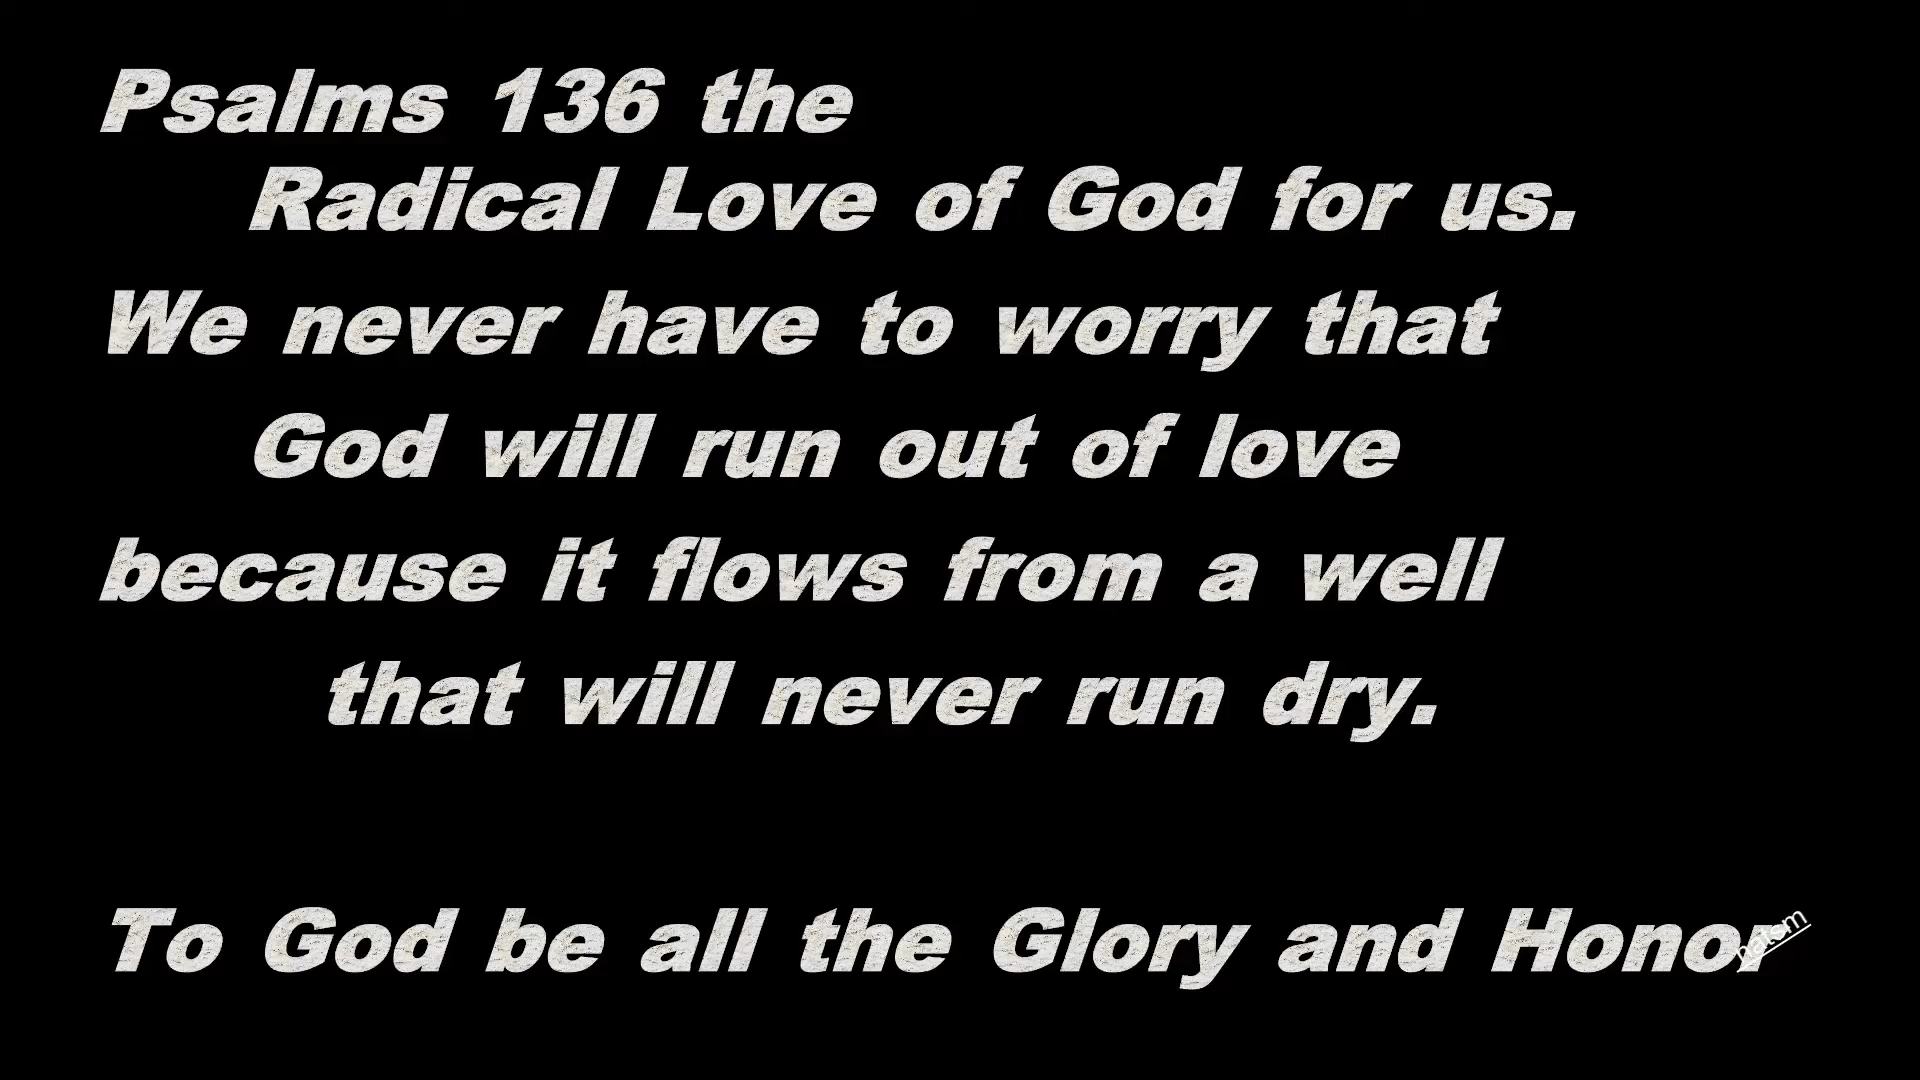 Psalms 136 the
Radical Love of God for us.
We never have to worry that
God will run out of love
because it flows from a well
that will never run dry.
To God be all the Glory and Honor